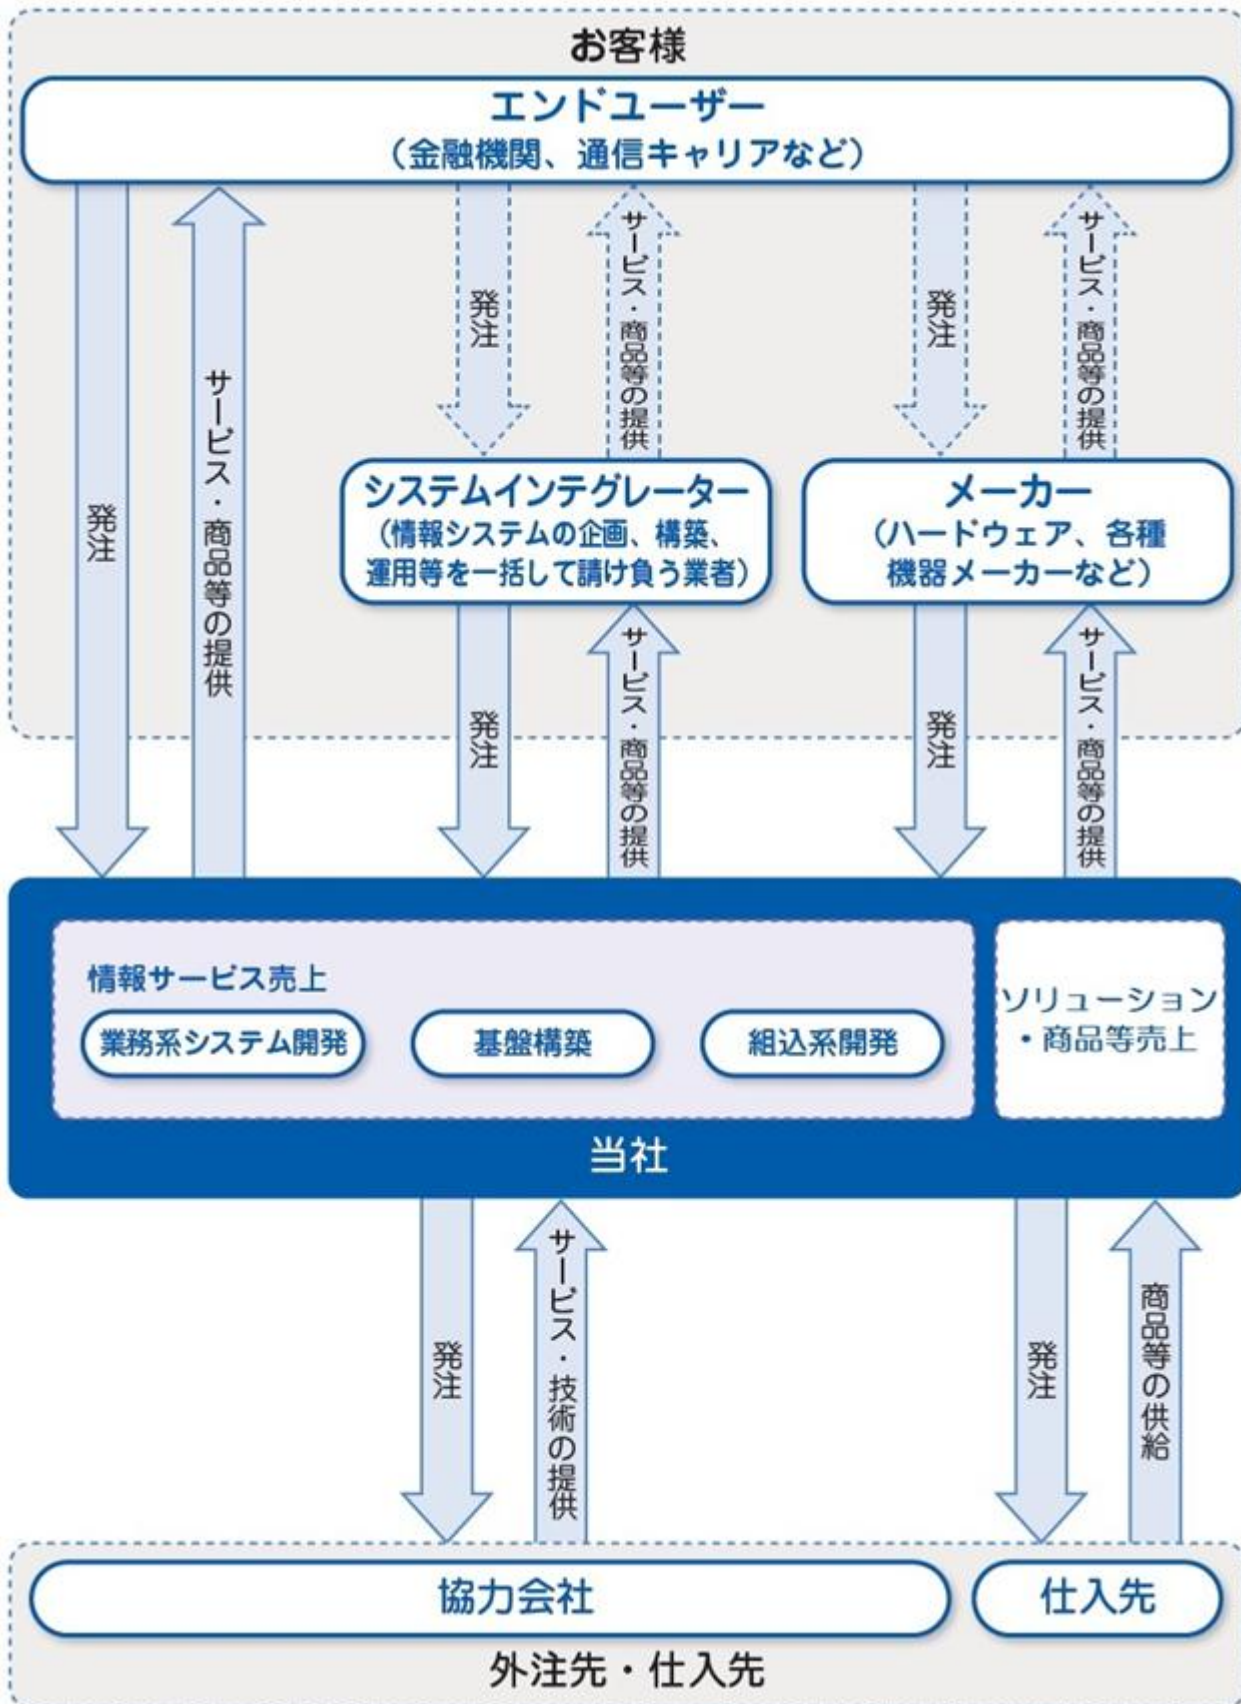 お客様
エンドユーザー
（金融機関、通信キャリアなど）
発注
サービス・商品等の提供
発注
サービス・商品等の提供
発注
サービス・商品等の提供
システムインテグレーター
（情報システムの企画、構築、
運用等を一括して請け負う業者）
メーカー
（ハードウェア、各種
機器メーカーなど）
発注
サービス・商品等の提供
発注
サービス・商品等の提供
情報サービス売上
業務系システム開発
基盤構築
組込系開発
ソリューション
・商品等売上
当社
発注
サービス・技術の提供
発注
商品等の供給
協力会社
仕入先
外注先・仕入先